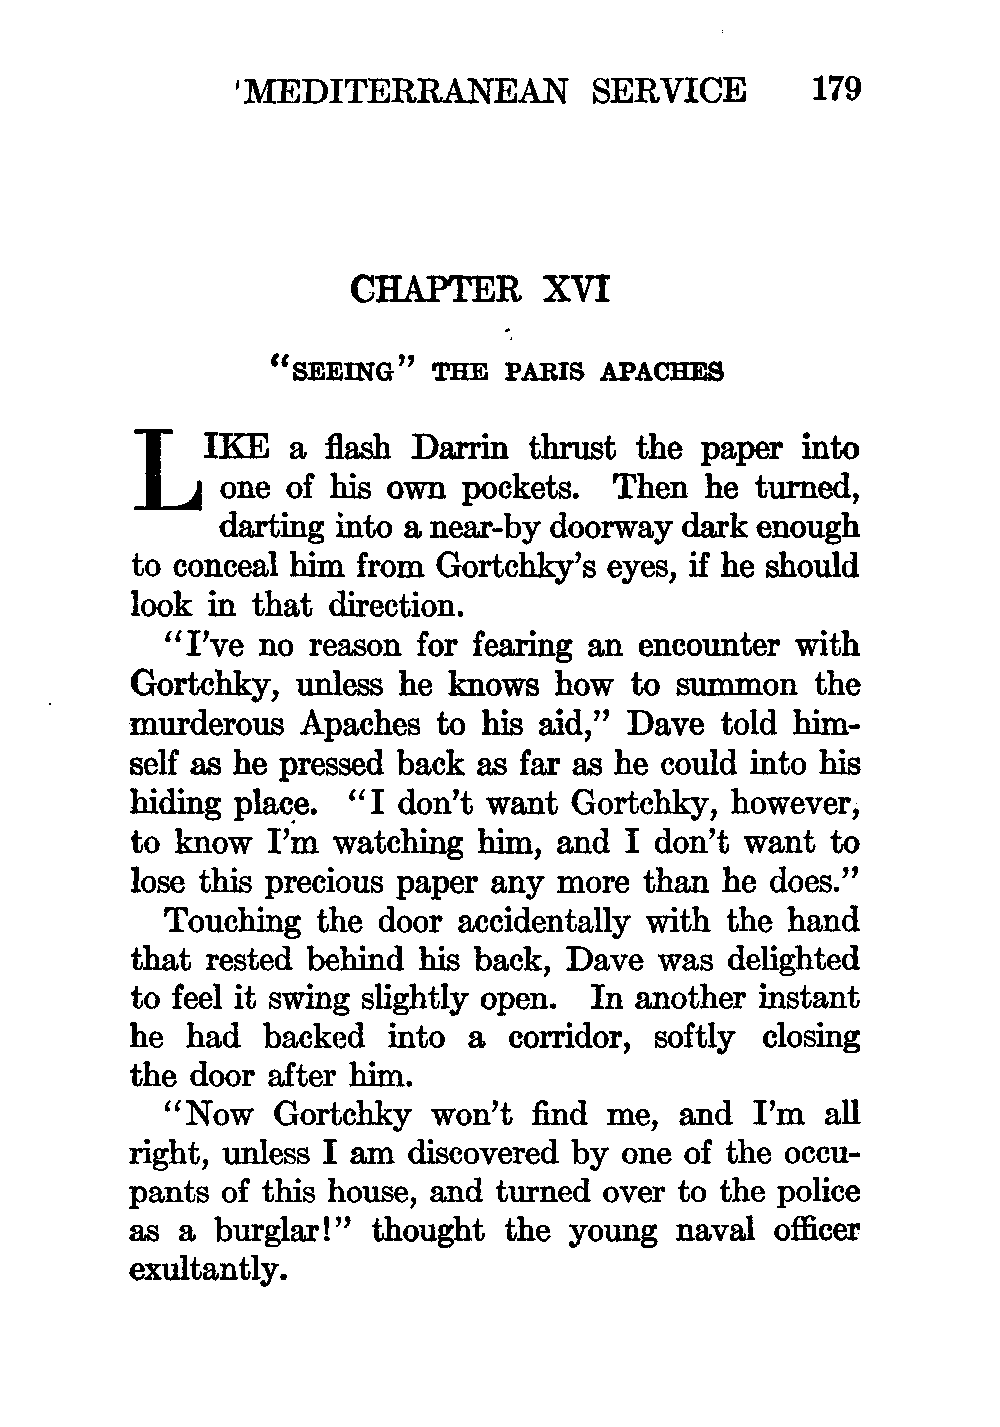 MEDITERRANEAN SERVICE 179
CHAPTER XVI
“SEEING” THE PARIS APACHES
LIKE a flash Darrin thrust the paper into
one of his own pockets. Then he turned,
darting into a near-by doorway dark enough
to conceal him from Gortchky’s eyes, if he should
look in that direction.
“I’ve no reason for fearing an encounter with
Gortchky, unless he knows how to summon the
murderous Apaches to his aid,” Dave told him-
self as he pressed back as far as he could into his
hiding place. “I don’t want Gortchky, however,
to know I’m watching him, and I don’t want to
lose this precious paper any more than he does.”
Touching the door accidentally with the hand
that rested behind his back, Dave was delighted
to feel it swing slightly open. In another instant
he had backed into a corridor, softly closing
the door after him.
“Now Gortchky won’t find me, and I’m all
right, unless I am discovered by one of the occu-
pants of this house, and turned over to the police
as a burglar!” thought the young naval officer
exultantly.